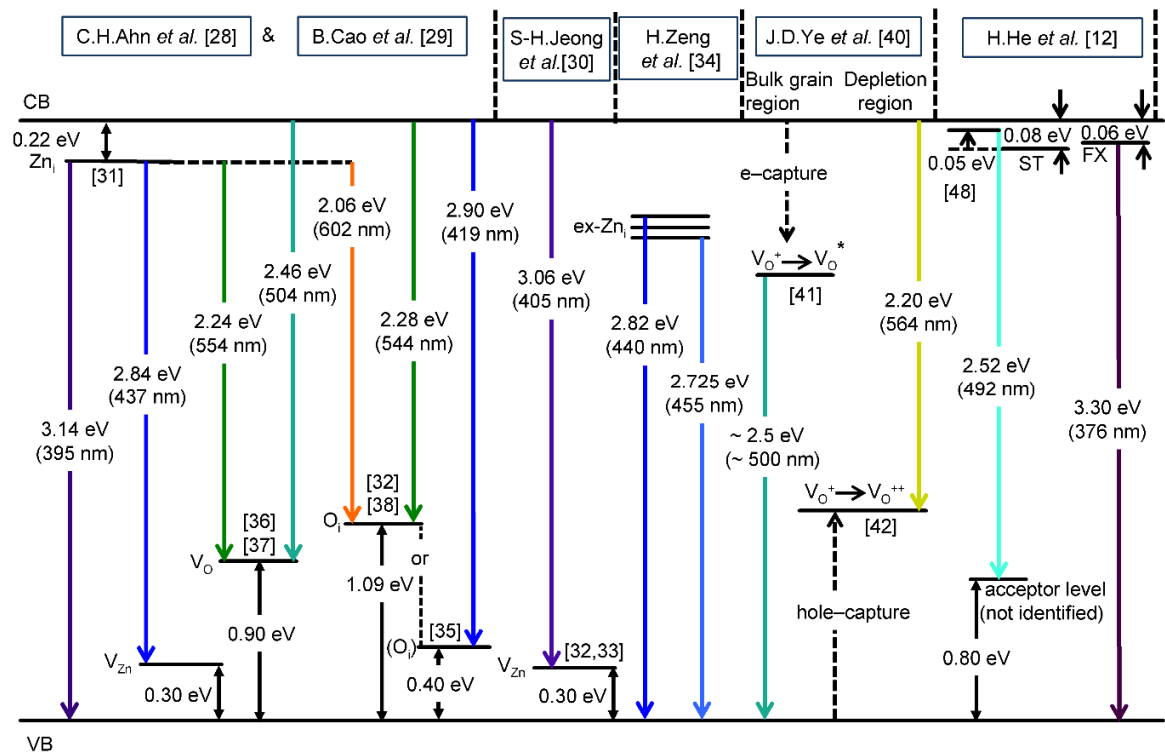 C.H.Ahn et al. [28]
&
B.Cao et al. [29]
S-H.Jeong
et al.[30]
H.Zeng
et al. [34]
J.D.Ye et al. [40]
H.He et al. [12]
Bulk grain
region
Depletion
region
CB
0.22 eV
Zni
[31]
0.08 eV
0.06 eV
0.05 eV
ST
FX
[48]
e–capture
2.06 eV
(602 nm)
2.90 eV
(419 nm)
ex-Zni
VO+ → VO*
[41]
2.46 eV
(504 nm)
3.06 eV
(405 nm)
2.24 eV
(554 nm)
2.28 eV
(544 nm)
2.82 eV
(440 nm)
2.20 eV
(564 nm)
2.84 eV
(437 nm)
2.725 eV
(455 nm)
2.52 eV
(492 nm)
3.14 eV
(395 nm)
~ 2.5 eV
(~ 500 nm)
3.30 eV
(376 nm)
[32]
[38]
Oi
VO+ → VO++
[42]
[36]
[37]
VO
or
1.09 eV
acceptor level
(not identified)
hole–capture
0.90 eV
[35]
(Oi)
0.40 eV
VZn
0.30 eV
[32,33]
VZn
0.30 eV
0.80 eV
VB